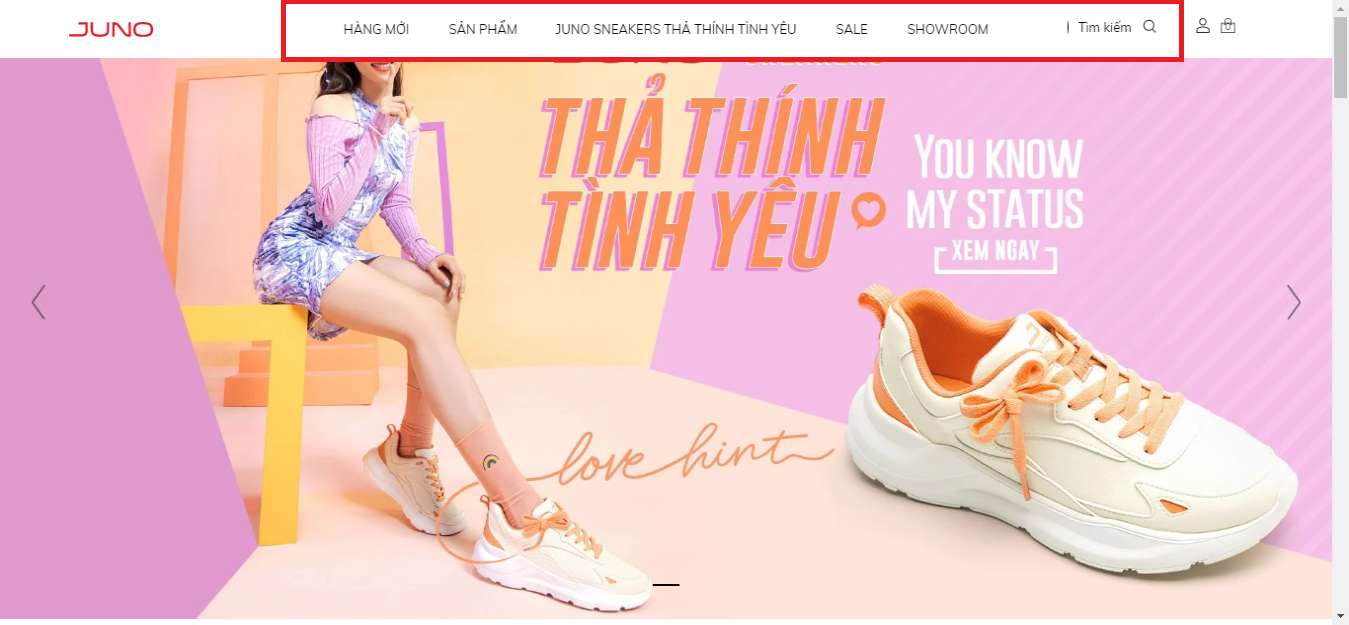 JUNO
HÀNG MỚI
SẢN PHẨM
JUNO SNEAKERS THẢ THÍNH TÌNH YÊU
SALE
SHOWROOM
Tìm kiếm
0
THẢ THÍNH
TÌNH YÊU
YOU KNOW
MY STATUS
XEM NGAY
love hint